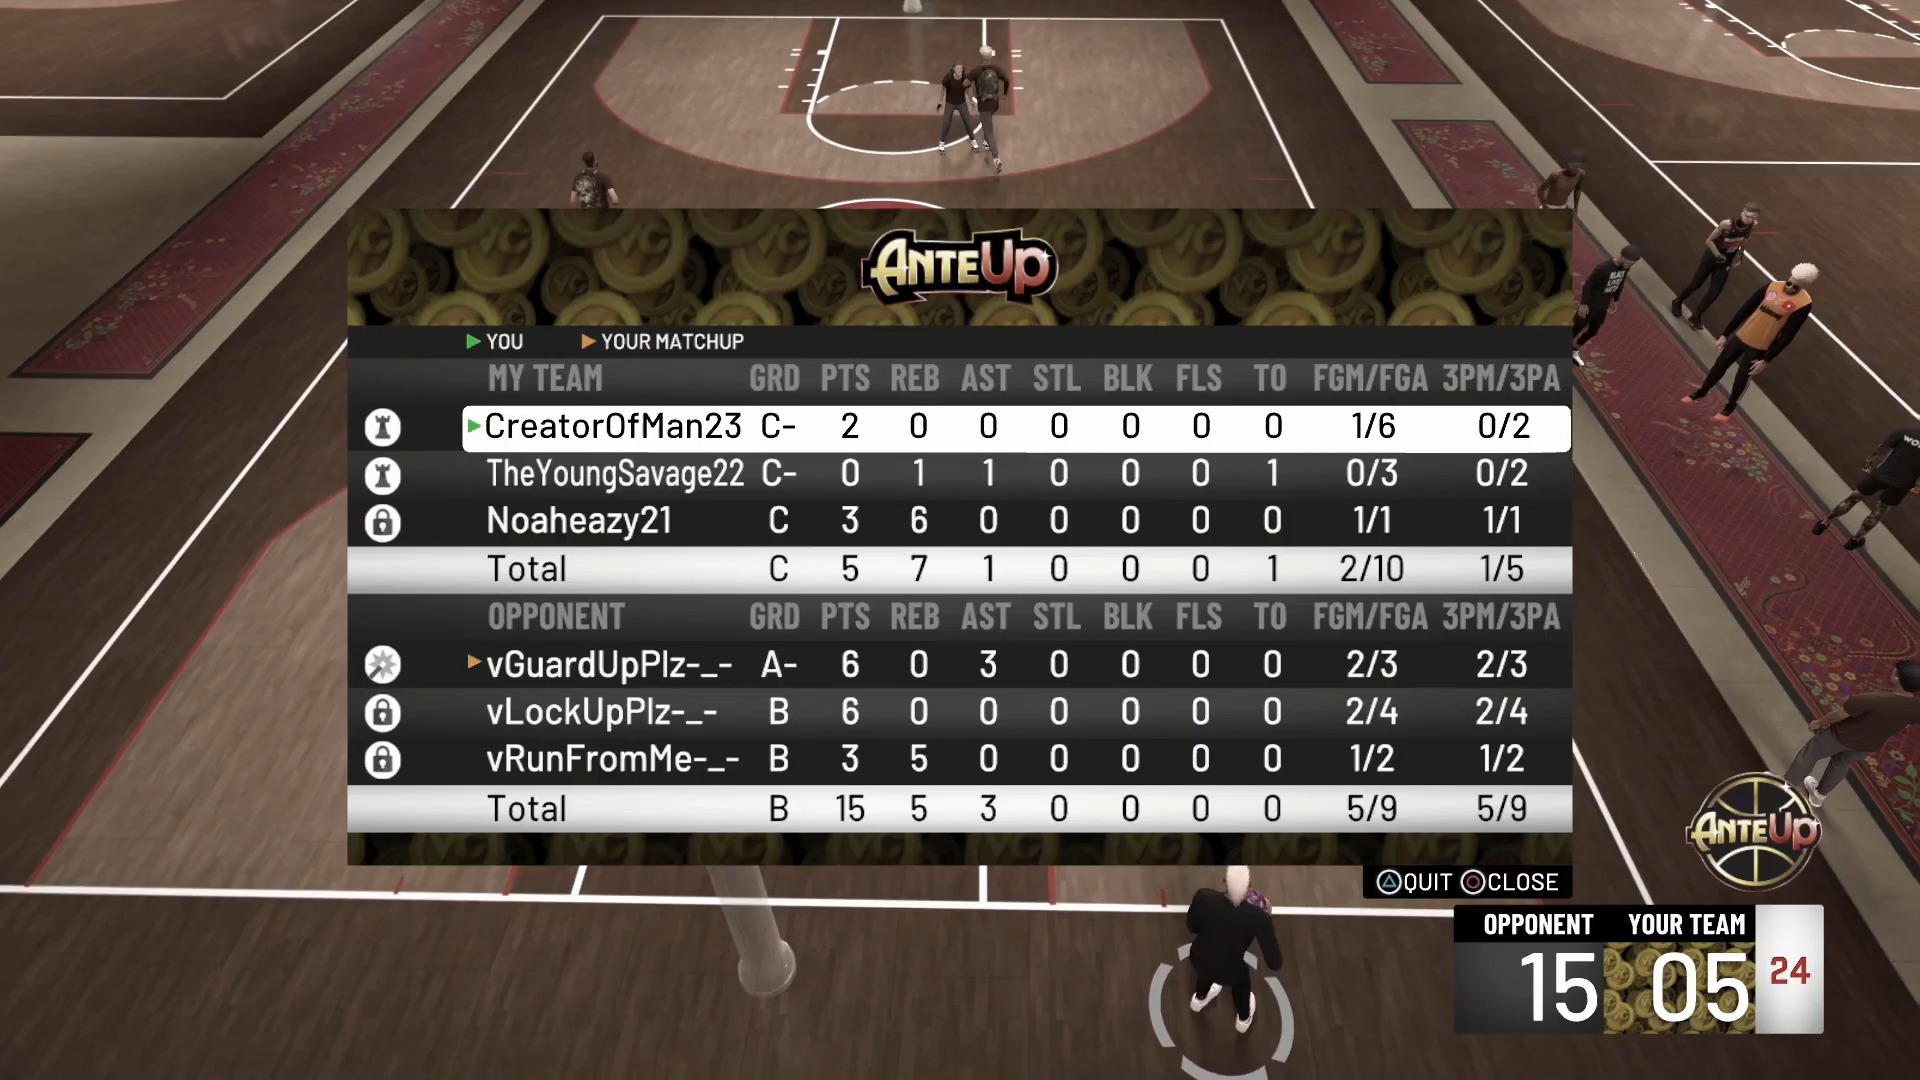 ANTEUP
YOU YOUR MATCHUP
MY TEAM GRD PTS REB AST STL BLK FLS TO FGM/FGA 3PM/3PA
CreatorOfMan23 C- 2 0 0 0 0 0 0 1/6 0/2
TheYoungSavage22 C- 0 1 1 0 0 0 1 0/3 0/2
Noaheazy21 C 3 6 0 0 0 0 0 1/1 1/1
Total C 5 7 1 0 0 0 1 2/10 1/5
OPPONENT GRD PTS REB AST STL BLK FLS TO FGM/FGA 3PM/3PA
vGuardUpPlz-_- A- 6 0 3 0 0 0 0 2/3 2/3
vLockUpPlz-_- B 6 0 0 0 0 0 0 2/4 2/4
vRunFromMe-_- B 3 5 0 0 0 0 0 1/2 1/2
Total B 15 5 3 0 0 0 0 5/9 5/9
QUIT CLOSE
ANTEUP
OPPONENT YOUR TEAM
15 05 24